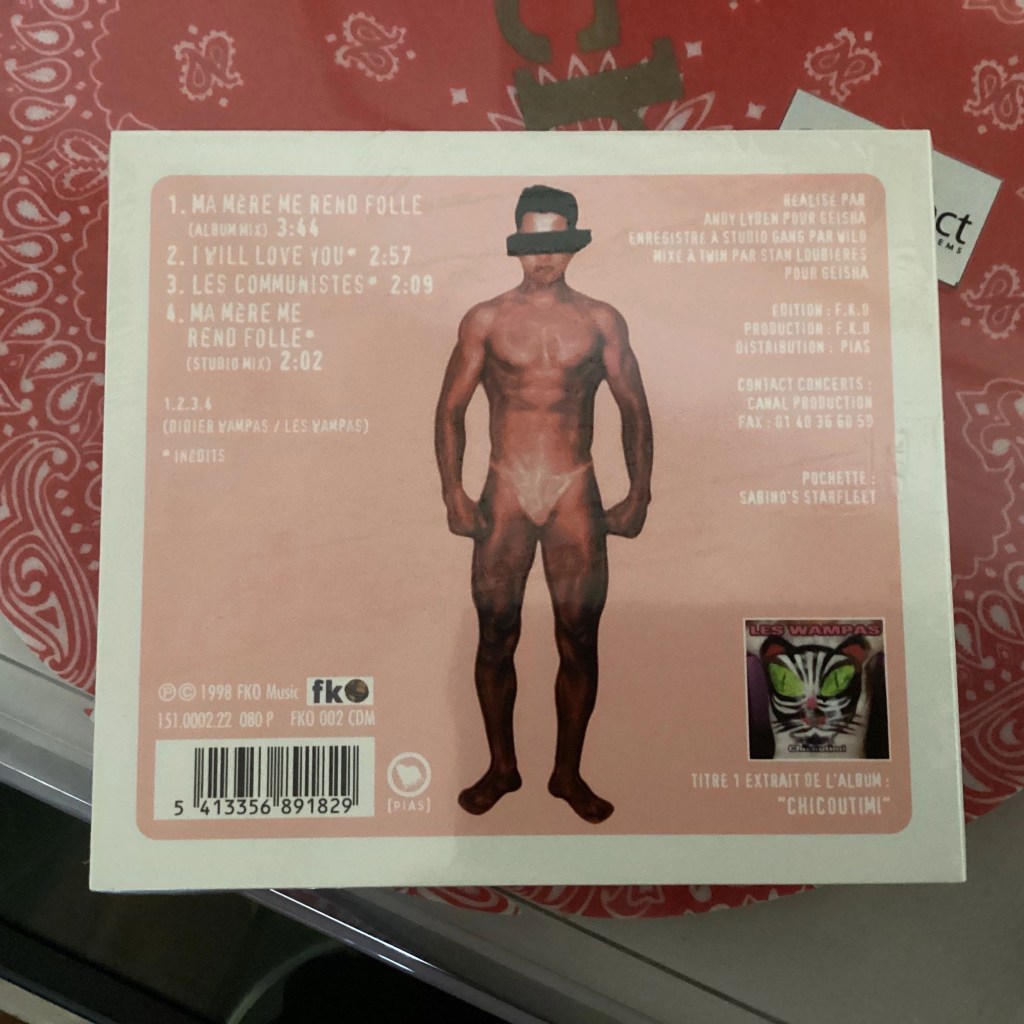 1. MA MÈRE ME REND FOLLE
(ALBUM MIX) 3:44
2. I WILL LOVE YOU* 2:57
3. LES COMMUNISTES* 2:09
4. MA MÈRE ME
REND FOLLE*
(STUDIO MIX) 2:02
1.2.3.4
(DIDIER WAMPAS / LES WAMPAS)
* INÉDITS
RÉALISÉ PAR
ANDY LYDEN POUR GEISHA
ENREGISTRÉ À STUDIO GANG PAR WILD
MIXÉ À TWIN PAR STAN LOUBIÈRES
POUR GEISHA
EDITION : F.K.O
PRODUCTION : F.K.O
DISTRIBUTION : PIAS
CONTACT CONCERTS :
CANAL PRODUCTION
FAX : 01 40 36 60 59
POCHETTE :
SABINO'S STARFLEET
LES WAMPAS
Chicoutimi
TITRE 1 EXTRAIT DE L'ALBUM :
"CHICOUTIMI"
℗© 1998 FKO Music fkO
151.0002.22 080 P FKO 002 CDM
5 413356 891829
[PIAS]